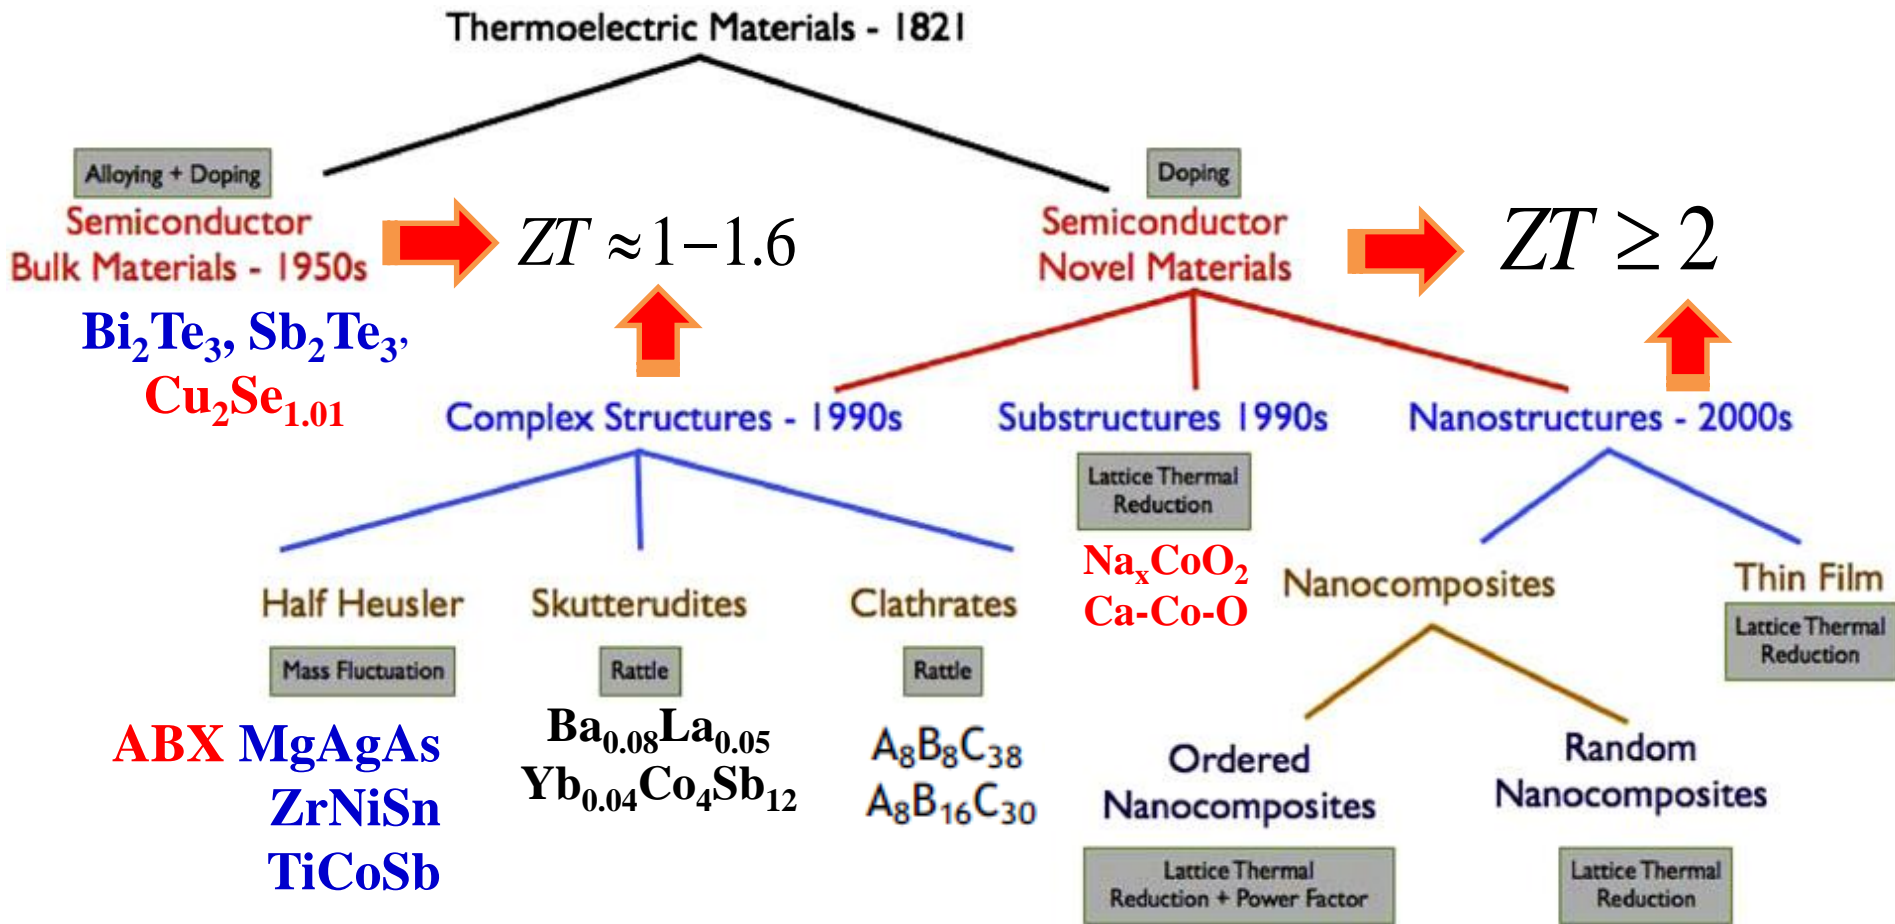 Thermoelectric Materials - 1821
Alloying + Doping
Semiconductor
Bulk Materials - 1950s
Bi₂Te₃, Sb₂Te₃,
Cu₂Se₁.₀₁
ZT ≈ 1−1.6
Doping
Semiconductor
Novel Materials
ZT ≥ 2
Complex Structures - 1990s
Substructures 1990s
Nanostructures - 2000s
Lattice Thermal
Reduction
NaₓCoO₂
Ca-Co-O
Half Heusler
Mass Fluctuation
ABX MgAgAs
ZrNiSn
TiCoSb
Skutterudites
Rattle
Ba₀.₀₈La₀.₀₅
Yb₀.₀₄Co₄Sb₁₂
Clathrates
Rattle
A₈B₈C₃₈
A₈B₁₆C₃₀
Nanocomposites
Thin Film
Lattice Thermal
Reduction
Ordered
Nanocomposites
Lattice Thermal
Reduction + Power Factor
Random
Nanocomposites
Lattice Thermal
Reduction